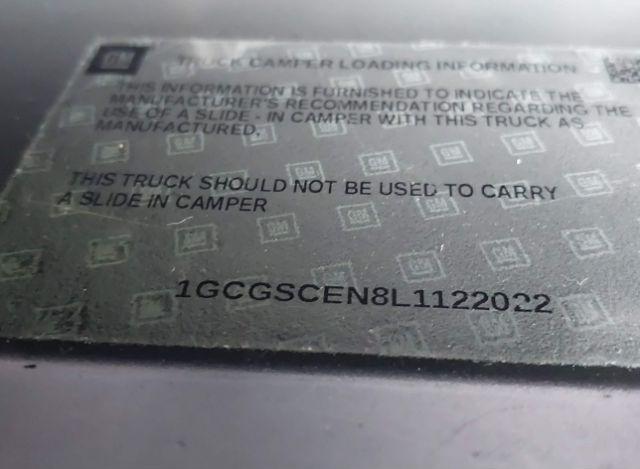 GM
TRUCK CAMPER LOADING INFORMATION
THIS INFORMATION IS FURNISHED TO INDICATE THE
MANUFACTURER'S RECOMMENDATION REGARDING THE
USE OF A SLIDE - IN CAMPER WITH THIS TRUCK AS
MANUFACTURED.
THIS TRUCK SHOULD NOT BE USED TO CARRY
A SLIDE IN CAMPER
1GCGSCEN8L1122022